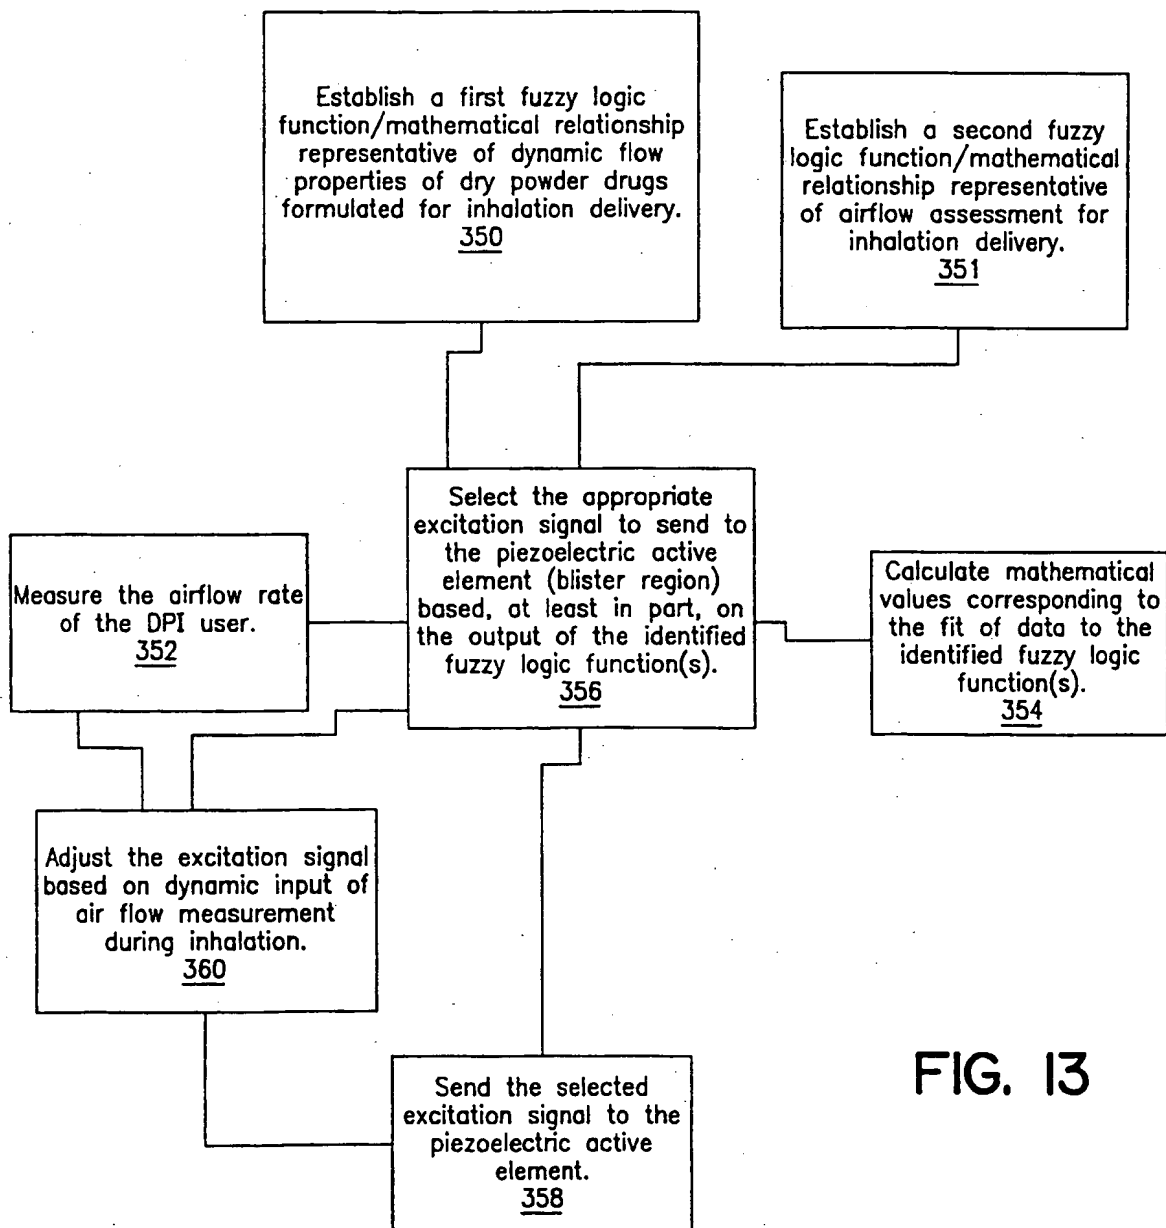 Establish a first fuzzy logic
function/mathematical relationship
representative of dynamic flow
properties of dry powder drugs
formulated for inhalation delivery.
350
Establish a second fuzzy
logic function/mathematical
relationship representative
of airflow assessment for
inhalation delivery.
351
Select the appropriate
excitation signal to send to
the piezoelectric active
element (blister region)
based, at least in part, on
the output of the identified
fuzzy logic function(s).
356
Measure the airflow rate
of the DPI user.
352
Calculate mathematical
values corresponding to
the fit of data to the
identified fuzzy logic
function(s).
354
Adjust the excitation signal
based on dynamic input of
air flow measurement
during inhalation.
360
Send the selected
excitation signal to the
piezoelectric active
element.
358
FIG. 13